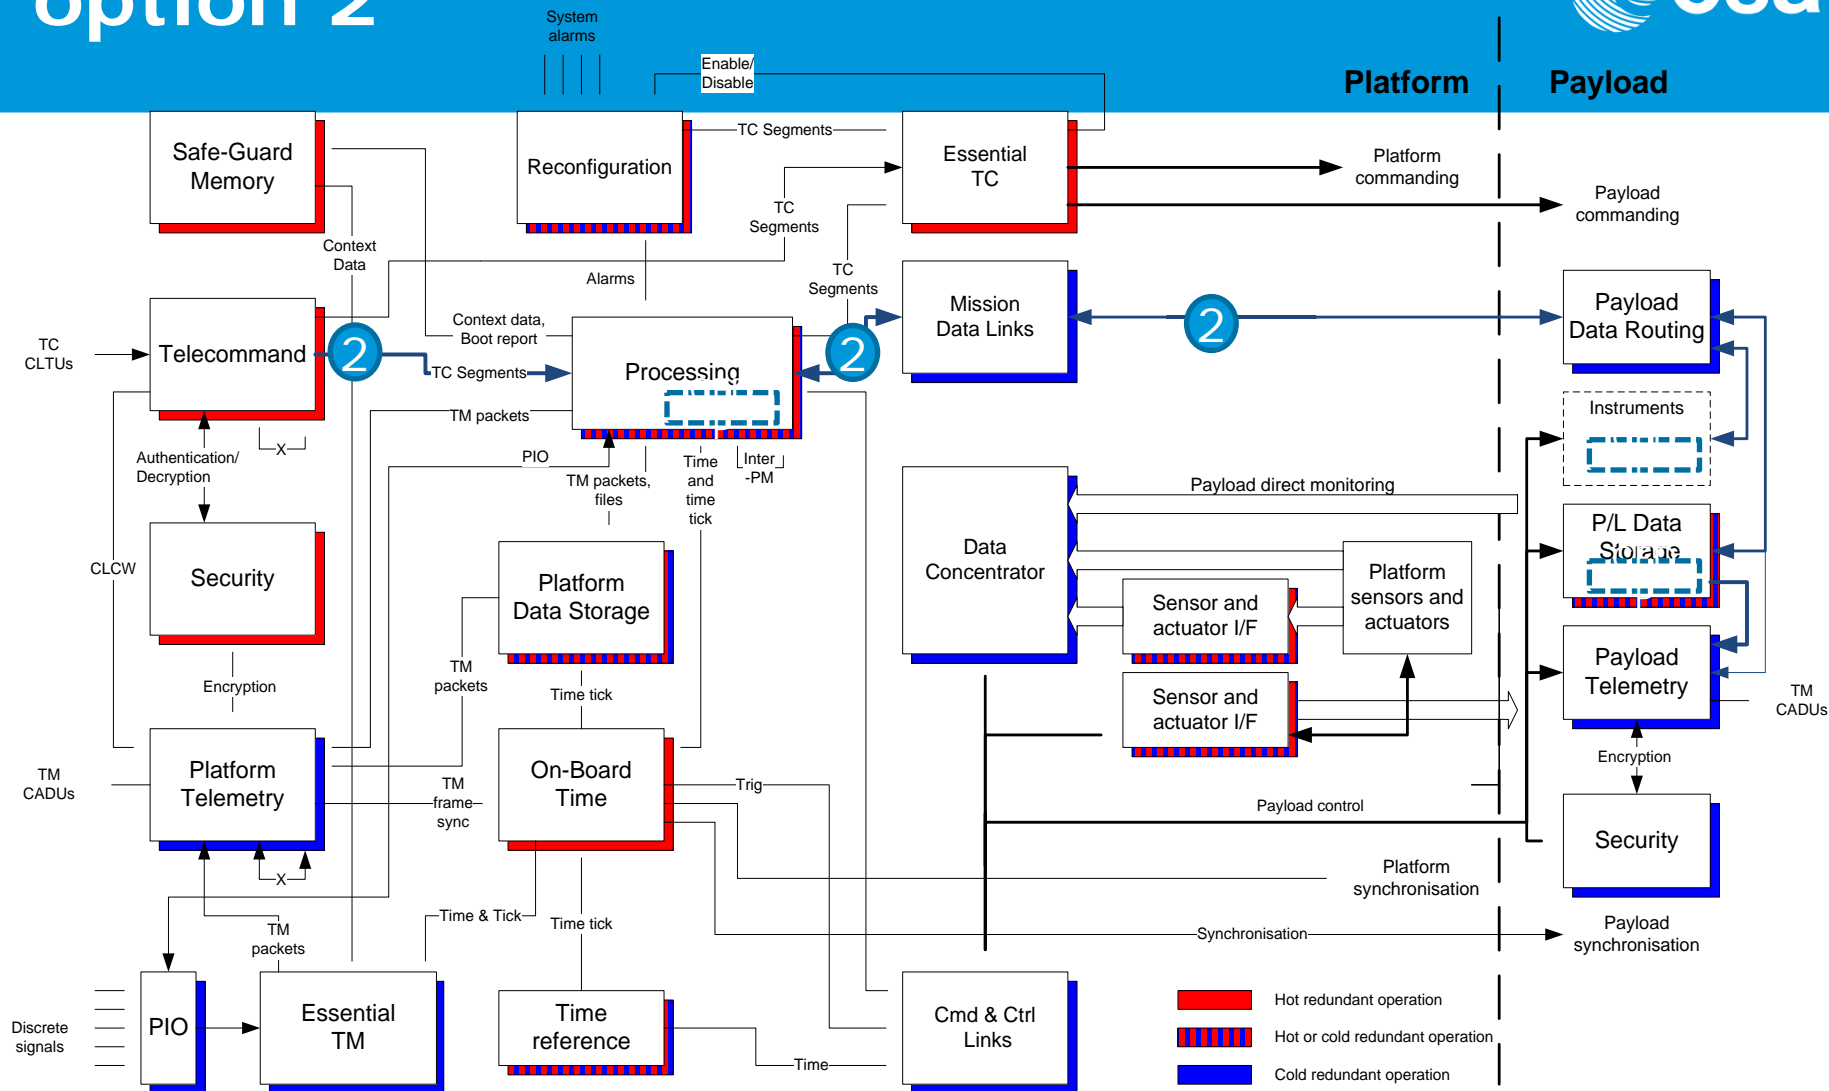 option 2
esa
System
alarms
Enable/
Disable
Platform
Payload
Safe-Guard
Memory
Reconfiguration
TC Segments
Essential
TC
Platform
commanding
Payload
commanding
TC
Segments
Context
Data
Alarms
TC
Segments
Mission
Data Links
2
Payload
Data Routing
TC
CLTUs
Telecommand
2
TC Segments
Context data,
Boot report
Processing
2
TM packets
Instruments
X
Authentication/
Decryption
PIO
TM packets,
files
Time
and
time
tick
Inter
-PM
Payload direct monitoring
P/L Data
Storage
CLCW
Security
Platform
Data Storage
Data
Concentrator
Sensor and
actuator I/F
Platform
sensors and
actuators
Encryption
TM
packets
Time tick
Sensor and
actuator I/F
Payload
Telemetry
TM
CADUs
TM
CADUs
Platform
Telemetry
TM
frame
sync
On-Board
Time
Trig
Payload control
Encryption
Security
X
Platform
synchronisation
TM
packets
Time & Tick
Time tick
Synchronisation
Payload
synchronisation
Discrete
signals
PIO
Essential
TM
Time
reference
Time
Cmd & Ctrl
Links
Hot redundant operation
Hot or cold redundant operation
Cold redundant operation